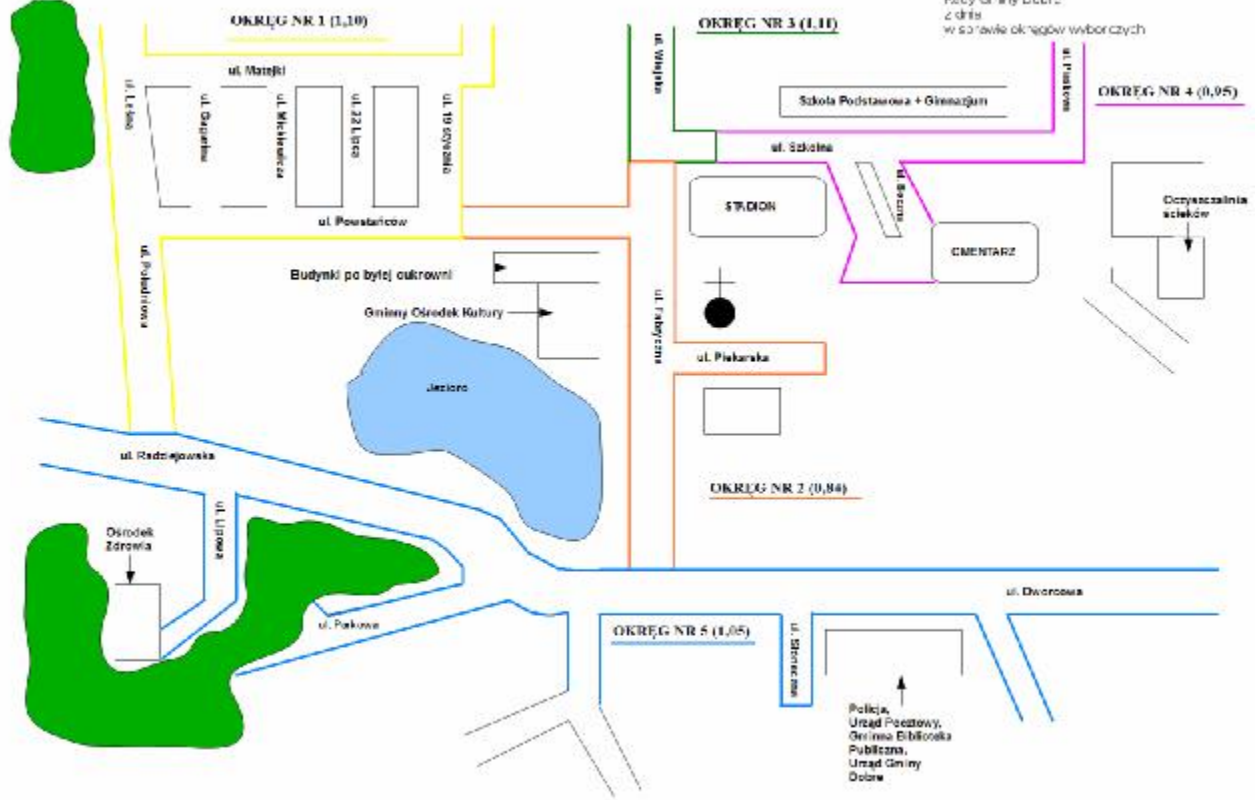 z dnia
w sprawie okręgów wyborczych
OKRĘG NR 1 (1,10)
OKRĘG NR 3 (1,11)
OKRĘG NR 4 (0,95)
ul. Wiejska
ul. Piaskowa
ul. Matejki
ul. Leśna
ul. Gagarina
ul. Mickiewicza
ul. 22 Lipca
ul. 19 stycznia
Szkoła Podstawowa + Gimnazjum
ul. Szkolna
ul. Boczna
ul. Powstańców
STADION
CMENTARZ
Oczyszczalnia
ścieków
ul. Południowa
Budynki po byłej cukrowni
Gminny Ośrodek Kultury
ul. Fabryczna
ul. Piekarska
Jezioro
ul. Radziejowska
OKRĘG NR 2 (0,84)
ul. Lipowa
Ośrodek
Zdrowia
ul. Dworcowa
ul. Parkowa
OKRĘG NR 5 (1,05)
ul. Słoneczna
Policja,
Urząd Pocztowy,
Gminna Biblioteka
Publiczna,
Urząd Gminy
Dobre